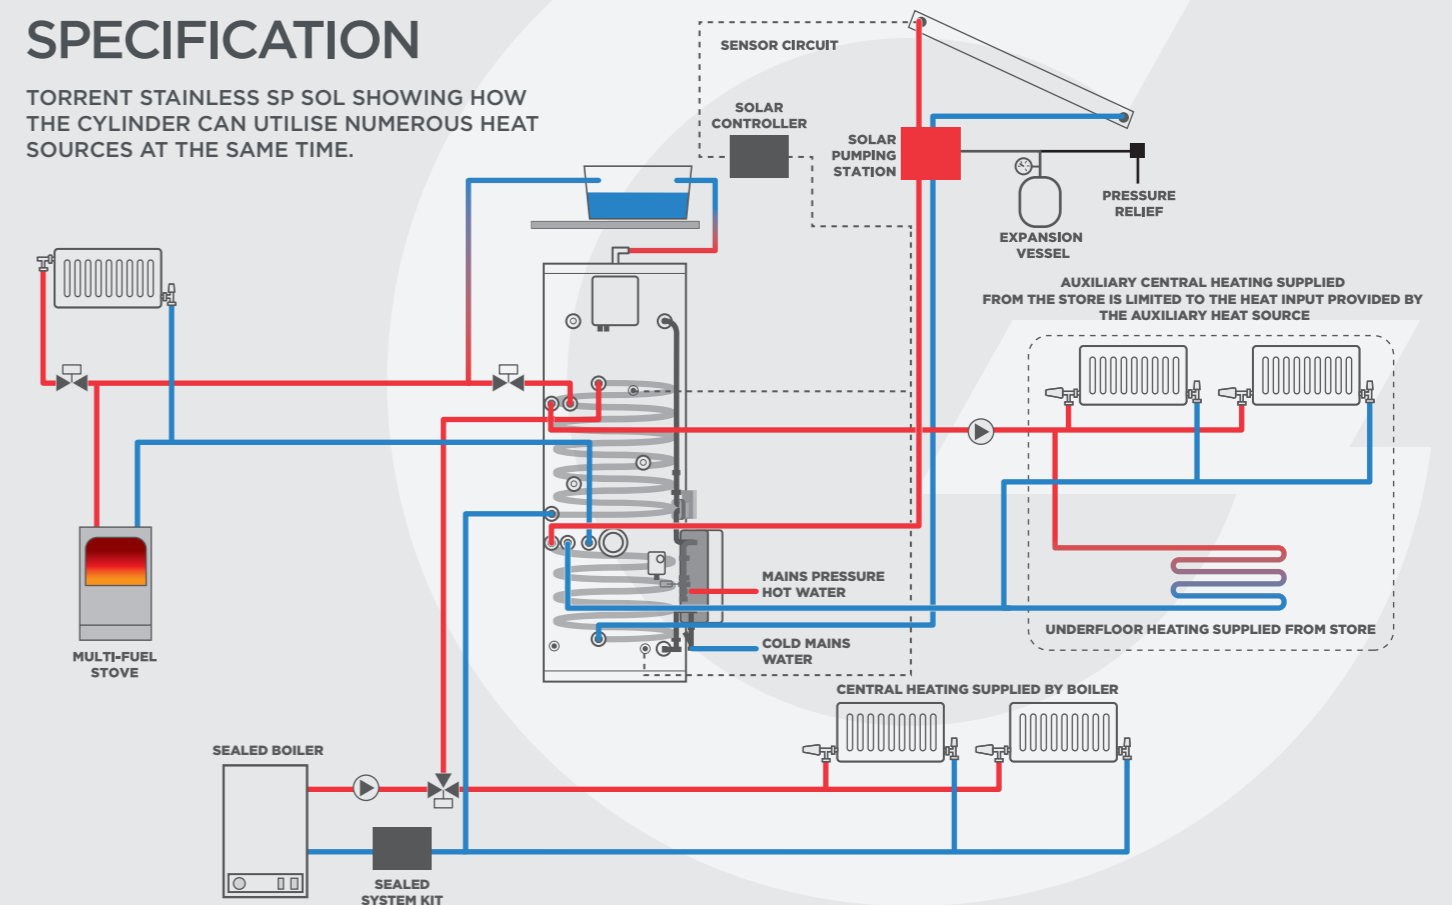 SPECIFICATION
TORRENT STAINLESS SP SOL SHOWING HOW
THE CYLINDER CAN UTILISE NUMEROUS HEAT
SOURCES AT THE SAME TIME.
SENSOR CIRCUIT
SOLAR
CONTROLLER
SOLAR
PUMPING
STATION
PRESSURE
RELIEF
EXPANSION
VESSEL
AUXILIARY CENTRAL HEATING SUPPLIED
FROM THE STORE IS LIMITED TO THE HEAT INPUT PROVIDED BY
THE AUXILIARY HEAT SOURCE
MAINS PRESSURE
HOT WATER
UNDERFLOOR HEATING SUPPLIED FROM STORE
COLD MAINS
WATER
MULTI-FUEL
STOVE
CENTRAL HEATING SUPPLIED BY BOILER
SEALED BOILER
SEALED
SYSTEM KIT